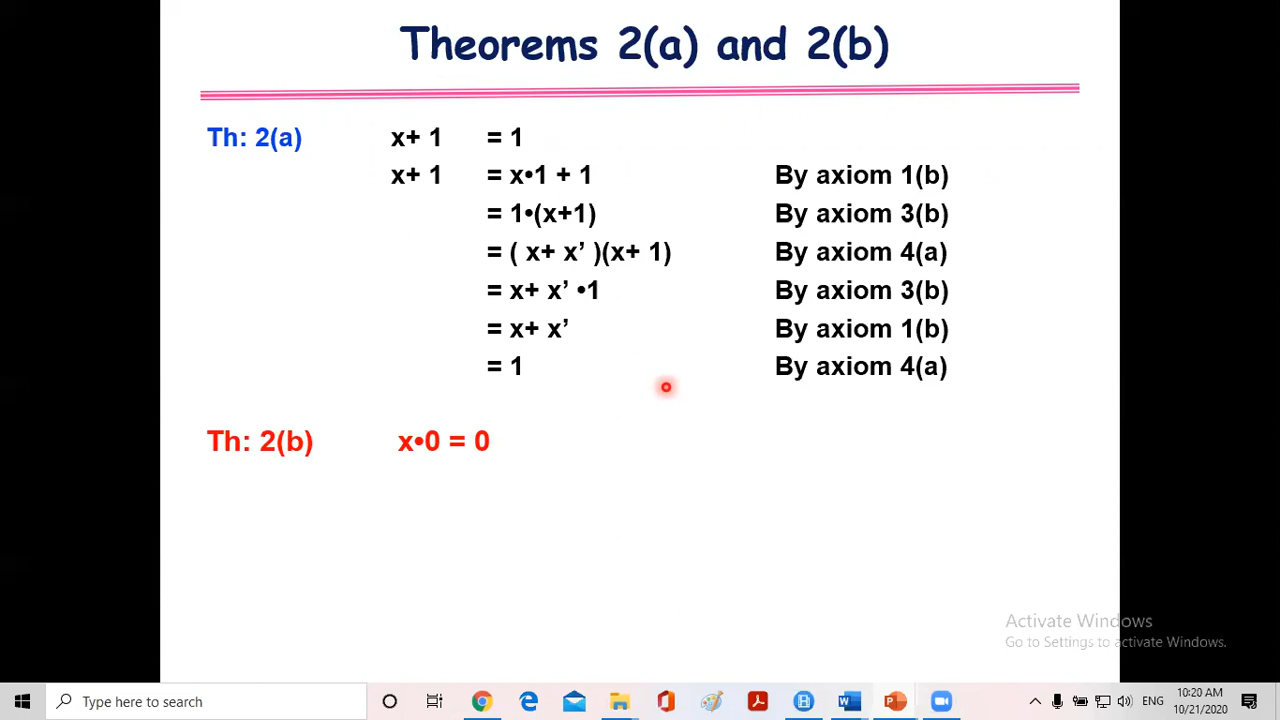 Theorems 2(a) and 2(b)
Th: 2(a) x+ 1 = 1
x+ 1 = x•1 + 1 By axiom 1(b)
= 1•(x+1) By axiom 3(b)
= ( x+ x’ )(x+ 1) By axiom 4(a)
= x+ x’ •1 By axiom 3(b)
= x+ x’ By axiom 1(b)
= 1 By axiom 4(a)
Th: 2(b) x•0 = 0
Activate Windows
Go to Settings to activate Windows.
Type here to search
ENG
10:20 AM
10/21/2020